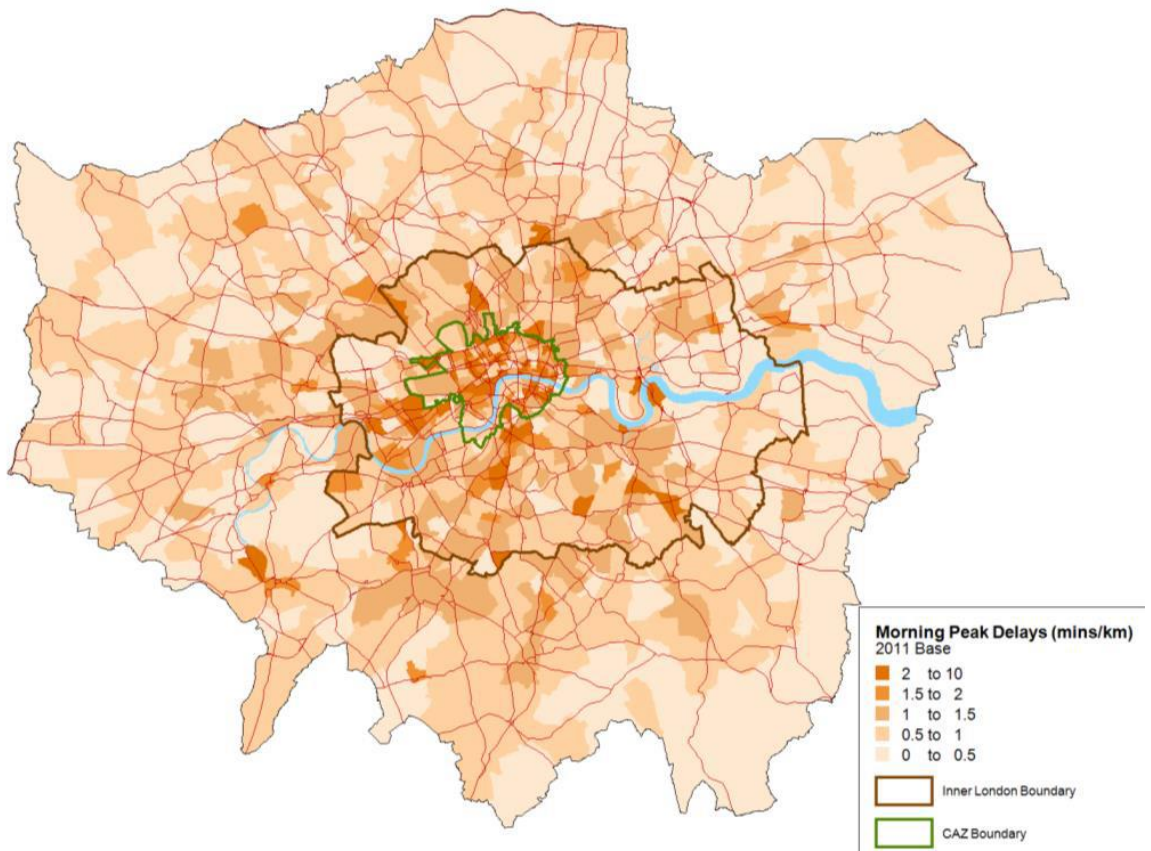 Morning Peak Delays (mins/km)
2011 Base
2 to 10
1.5 to 2
1 to 1.5
0.5 to 1
0 to 0.5
Inner London Boundary
CAZ Boundary